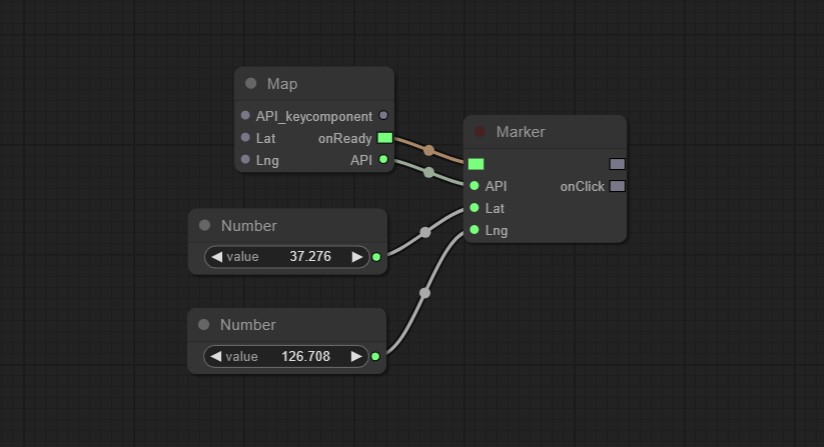 Map
API_keycomponent
Lat onReady
Lng API
Marker
API onClick
Lat
Lng
Number
value 37.276
Number
value 126.708